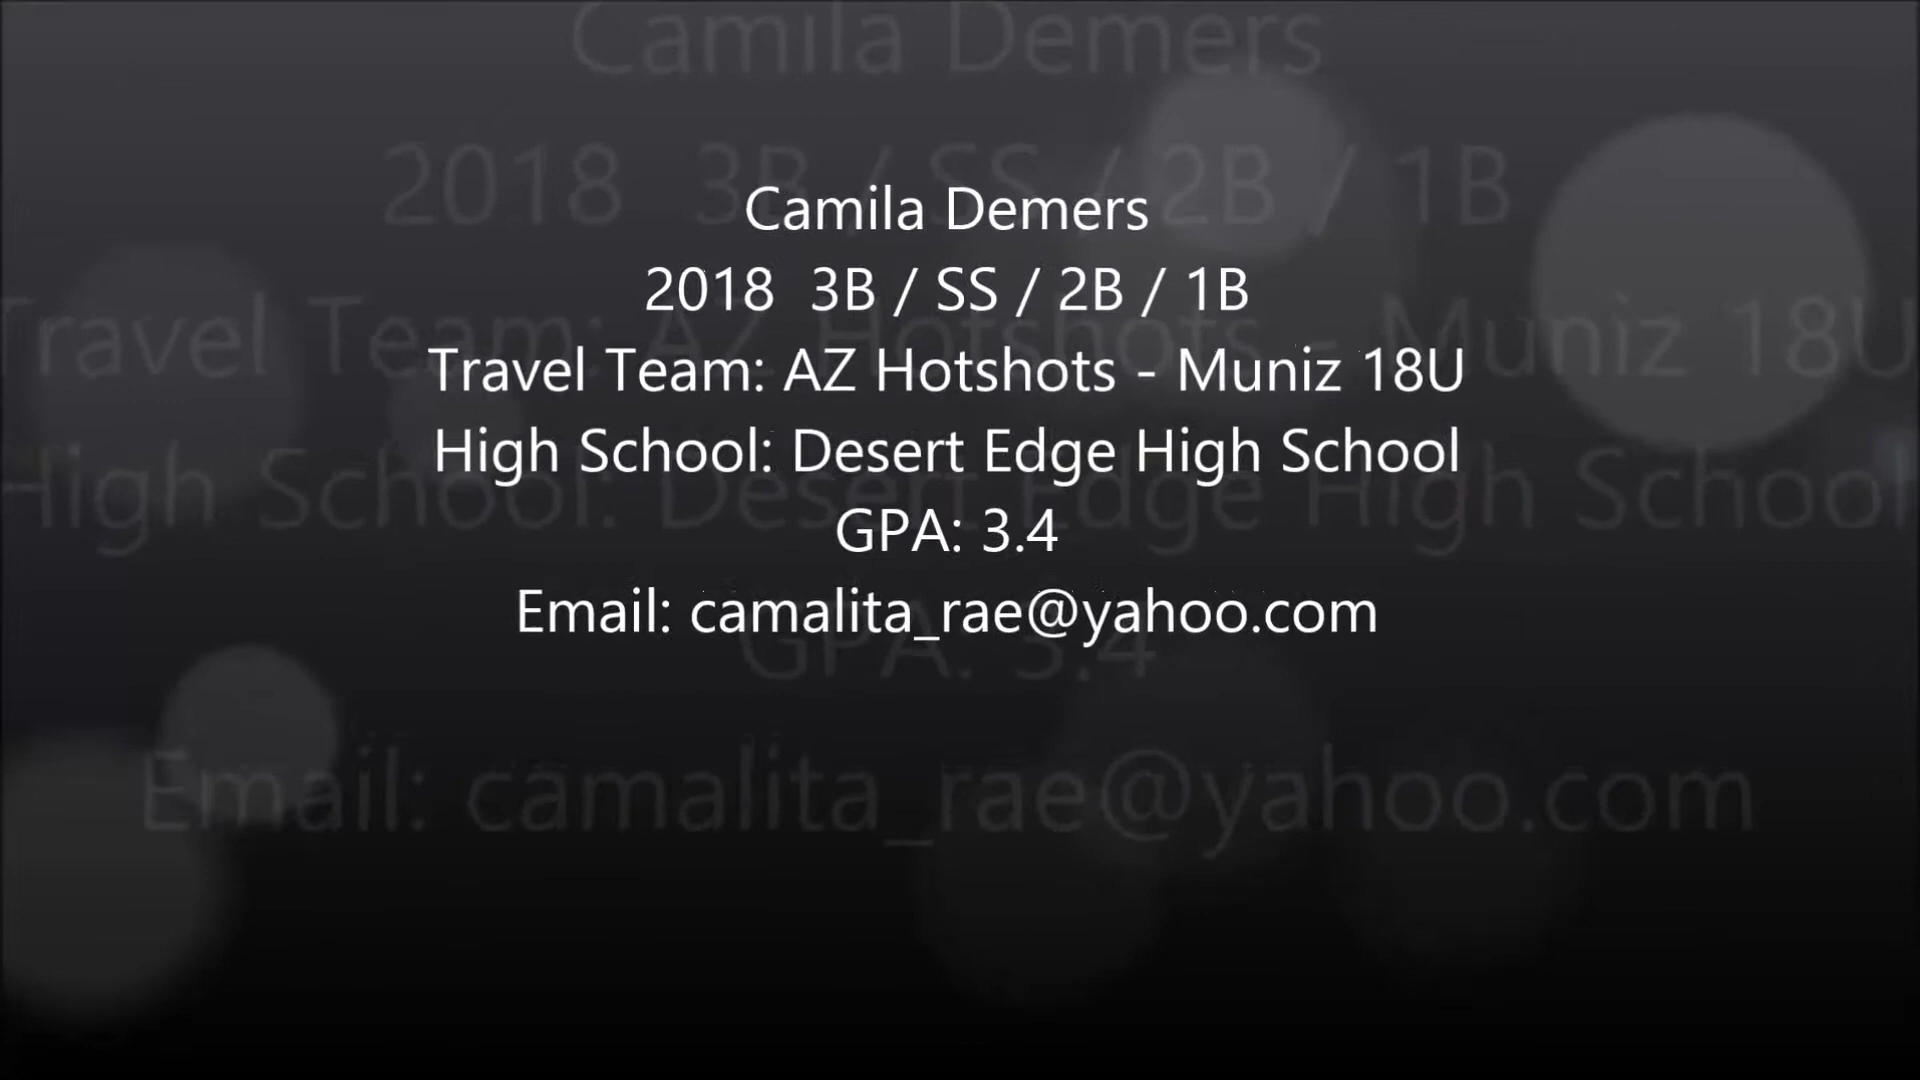 Camila Demers
2018  3B / SS / 2B / 1B
Travel Team: AZ Hotshots - Muniz 18U
High School: Desert Edge High School
GPA: 3.4
Email: camalita_rae@yahoo.com